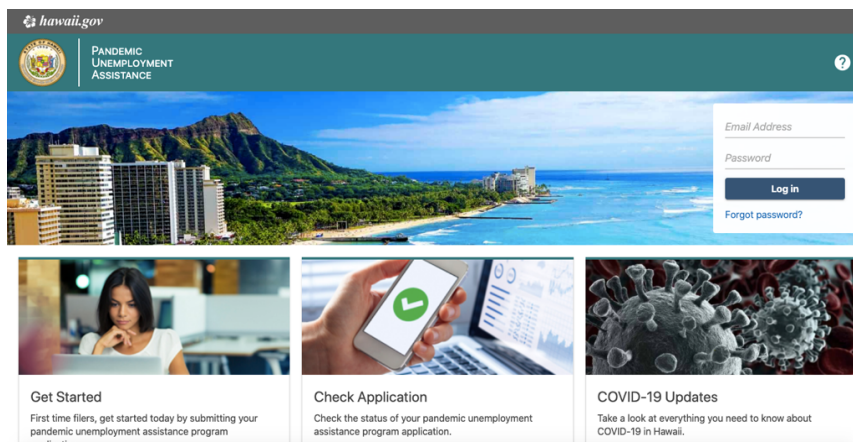 hawaii.gov
PANDEMIC
UNEMPLOYMENT
ASSISTANCE
?
Email Address
Password
Log in
Forgot password?
Get Started
First time filers, get started today by submitting your
pandemic unemployment assistance program
Check Application
Check the status of your pandemic unemployment
assistance program application.
COVID-19 Updates
Take a look at everything you need to know about
COVID-19 in Hawaii.